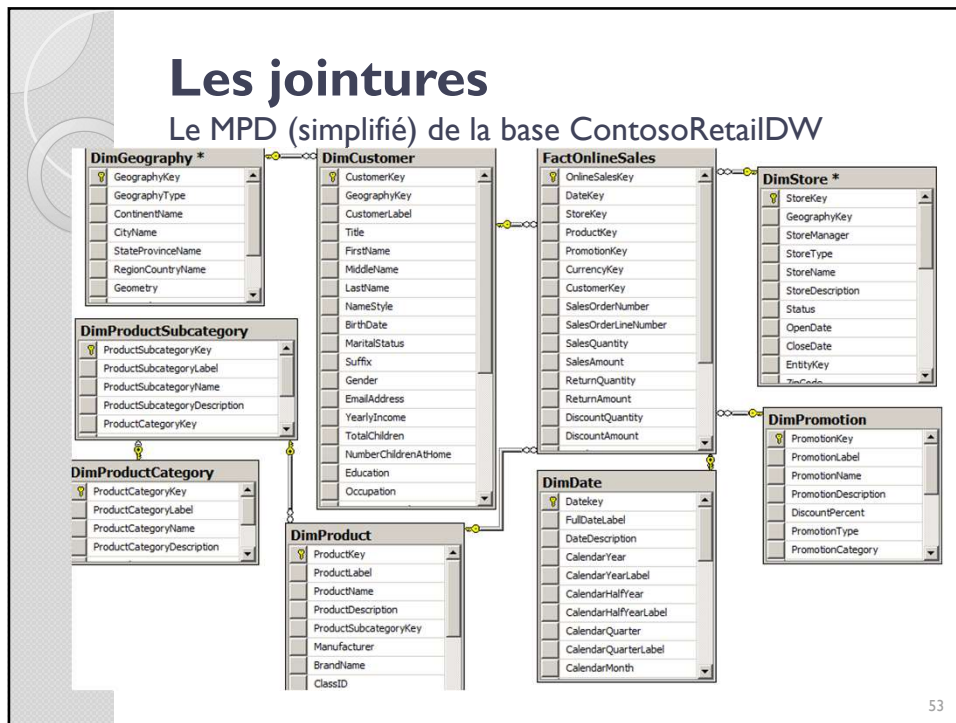 Les jointures
Le MPD (simplifié) de la base ContosoRetailDW
DimGeography *
GeographyKey
GeographyType
ContinentName
CityName
StateProvinceName
RegionCountryName
Geometry
DimCustomer
CustomerKey
GeographyKey
CustomerLabel
Title
FirstName
MiddleName
LastName
NameStyle
BirthDate
MaritalStatus
Suffix
Gender
EmailAddress
YearlyIncome
TotalChildren
NumberChildrenAtHome
Education
Occupation
FactOnlineSales
OnlineSalesKey
DateKey
StoreKey
ProductKey
PromotionKey
CurrencyKey
CustomerKey
SalesOrderNumber
SalesOrderLineNumber
SalesQuantity
SalesAmount
ReturnQuantity
ReturnAmount
DiscountQuantity
DiscountAmount
DimStore *
StoreKey
GeographyKey
StoreManager
StoreType
StoreName
StoreDescription
Status
OpenDate
CloseDate
EntityKey
ZipCode
DimProductSubcategory
ProductSubcategoryKey
ProductSubcategoryLabel
ProductSubcategoryName
ProductSubcategoryDescription
ProductCategoryKey
DimProductCategory
ProductCategoryKey
ProductCategoryLabel
ProductCategoryName
ProductCategoryDescription
DimProduct
ProductKey
ProductLabel
ProductName
ProductDescription
ProductSubcategoryKey
Manufacturer
BrandName
ClassID
DimDate
Datekey
FullDateLabel
DateDescription
CalendarYear
CalendarYearLabel
CalendarHalfYear
CalendarHalfYearLabel
CalendarQuarter
CalendarQuarterLabel
CalendarMonth
DimPromotion
PromotionKey
PromotionLabel
PromotionName
PromotionDescription
DiscountPercent
PromotionType
PromotionCategory
53